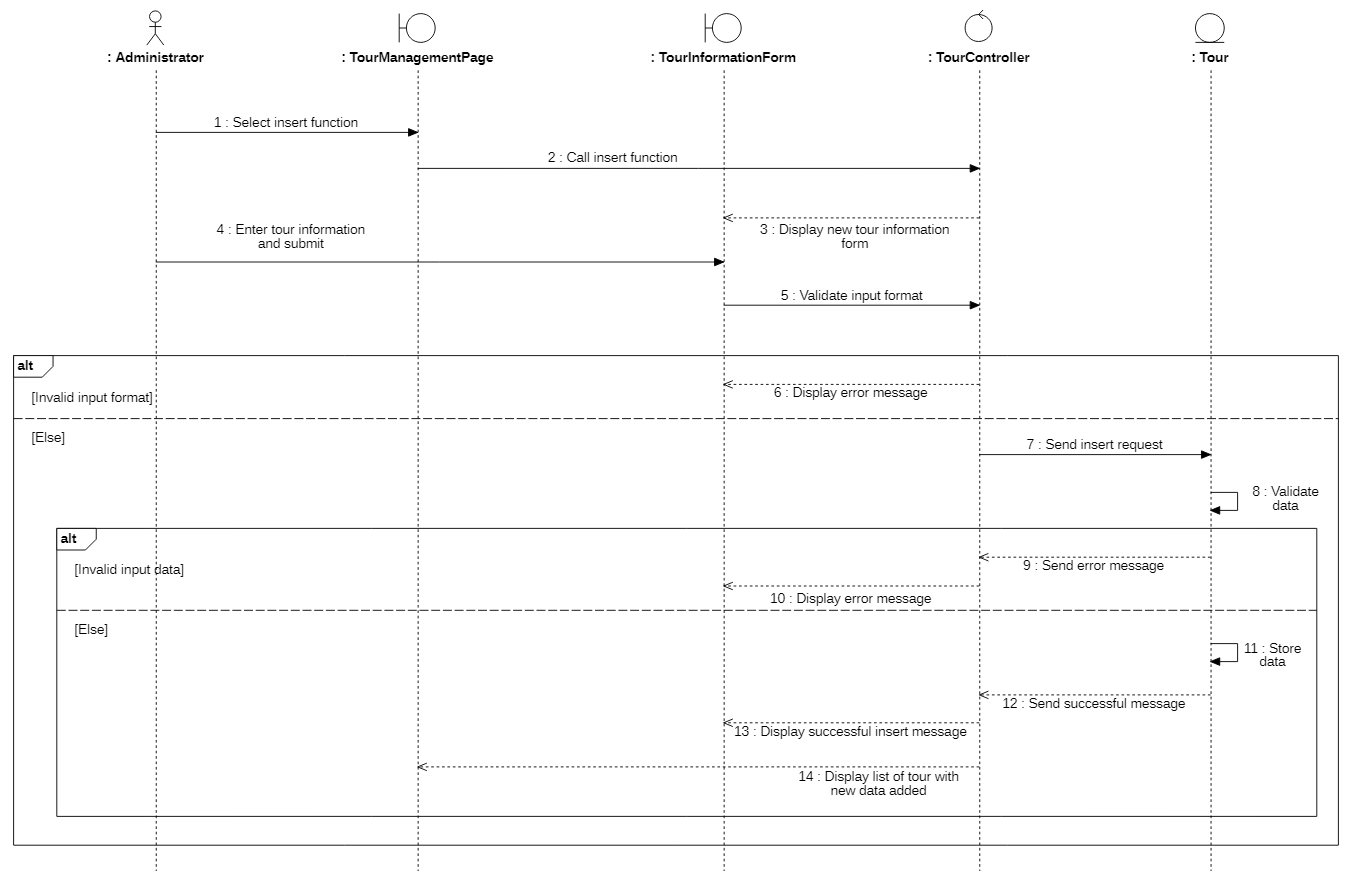 : Administrator
: TourManagementPage
: TourInformationForm
: TourController
: Tour
1 : Select insert function
2 : Call insert function
3 : Display new tour information
form
4 : Enter tour information
and submit
5 : Validate input format
alt
[Invalid input format]
6 : Display error message
[Else]
7 : Send insert request
8 : Validate
data
alt
[Invalid input data]
9 : Send error message
10 : Display error message
[Else]
11 : Store
data
12 : Send successful message
13 : Display successful insert message
14 : Display list of tour with
new data added